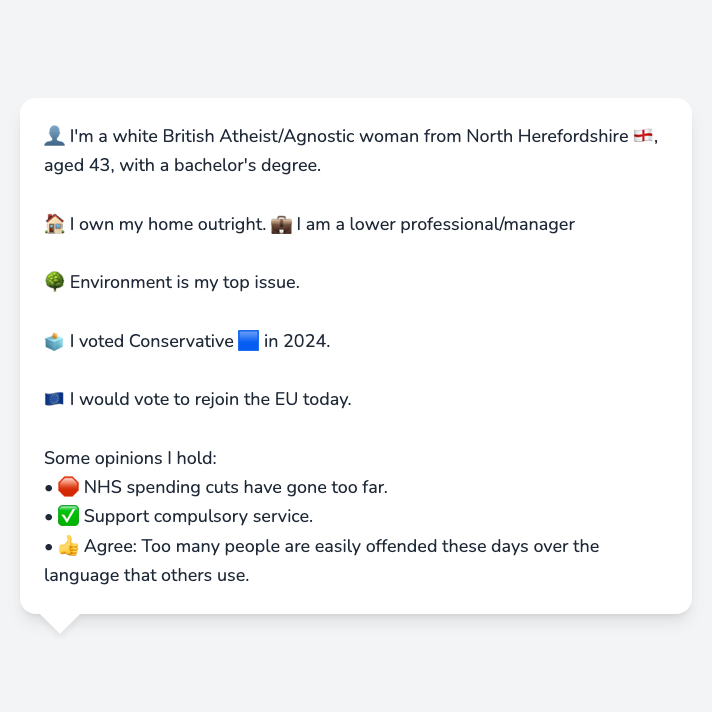 👤 I'm a white British Atheist/Agnostic woman from North Herefordshire 🏴󠁧󠁢󠁥󠁮󠁧󠁿,
aged 43, with a bachelor's degree.
🏠 I own my home outright. 💼 I am a lower professional/manager
🌳 Environment is my top issue.
🗳️ I voted Conservative 🟦 in 2024.
🇪🇺 I would vote to rejoin the EU today.
Some opinions I hold:
• 🛑 NHS spending cuts have gone too far.
• ✅ Support compulsory service.
• 👍 Agree: Too many people are easily offended these days over the
language that others use.